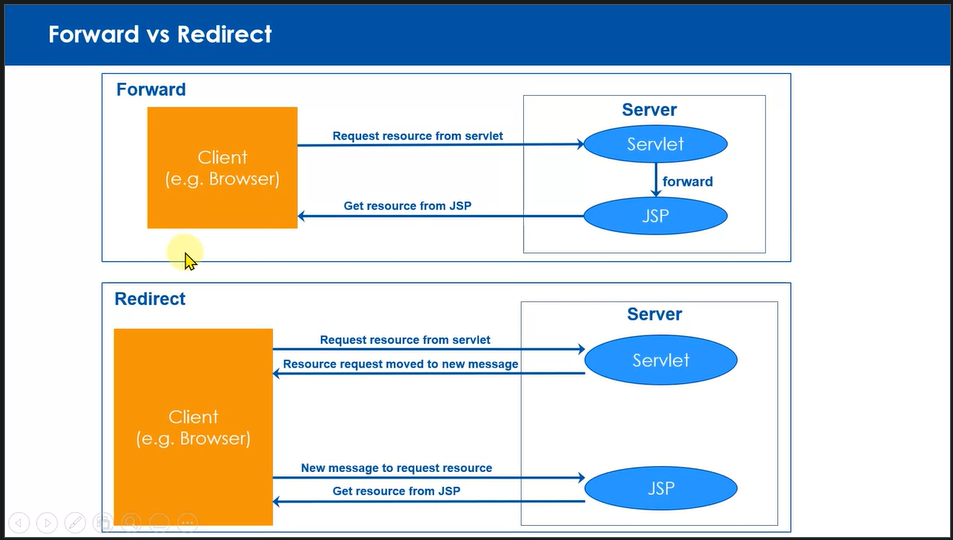 Forward vs Redirect
Forward
Server
Client
(e.g. Browser)
Request resource from servlet
Servlet
forward
Get resource from JSP
JSP
Redirect
Server
Request resource from servlet
Servlet
Resource request moved to new message
Client
(e.g. Browser)
New message to request resource
JSP
Get resource from JSP